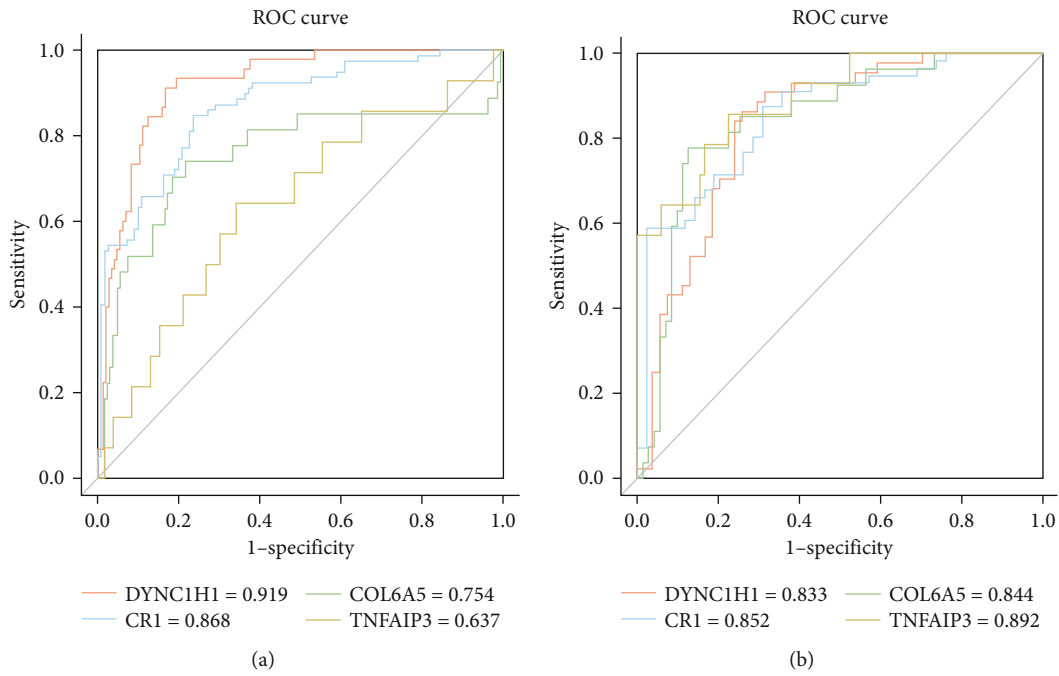 ROC curve
1.0
0.8
0.6
0.4
0.2
0.0
Sensitivity
0.0 0.2 0.4 0.6 0.8 1.0
1–specificity
DYNC1H1 = 0.919 COL6A5 = 0.754
CR1 = 0.868 TNFAIP3 = 0.637
(a)
ROC curve
1.0
0.8
0.6
0.4
0.2
0.0
Sensitivity
0.0 0.2 0.4 0.6 0.8 1.0
1–specificity
DYNC1H1 = 0.833 COL6A5 = 0.844
CR1 = 0.852 TNFAIP3 = 0.892
(b)